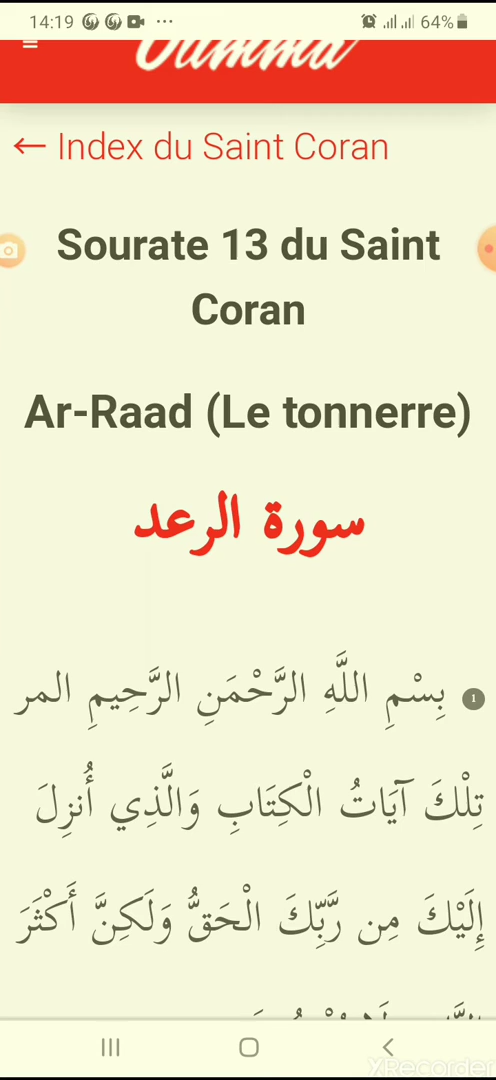 14:19 ... 64%
Oumma
← Index du Saint Coran
Sourate 13 du Saint
Coran
Ar-Raad (Le tonnerre)
سورة الرعد
1 بِسْمِ اللَّهِ الرَّحْمَنِ الرَّحِيمِ المر
تِلْكَ آيَاتُ الْكِتَابِ وَالَّذِي أُنزِلَ
إِلَيْكَ مِن رَّبِّكَ الْحَقُّ وَلَكِنَّ أَكْثَرَ
XRecorder